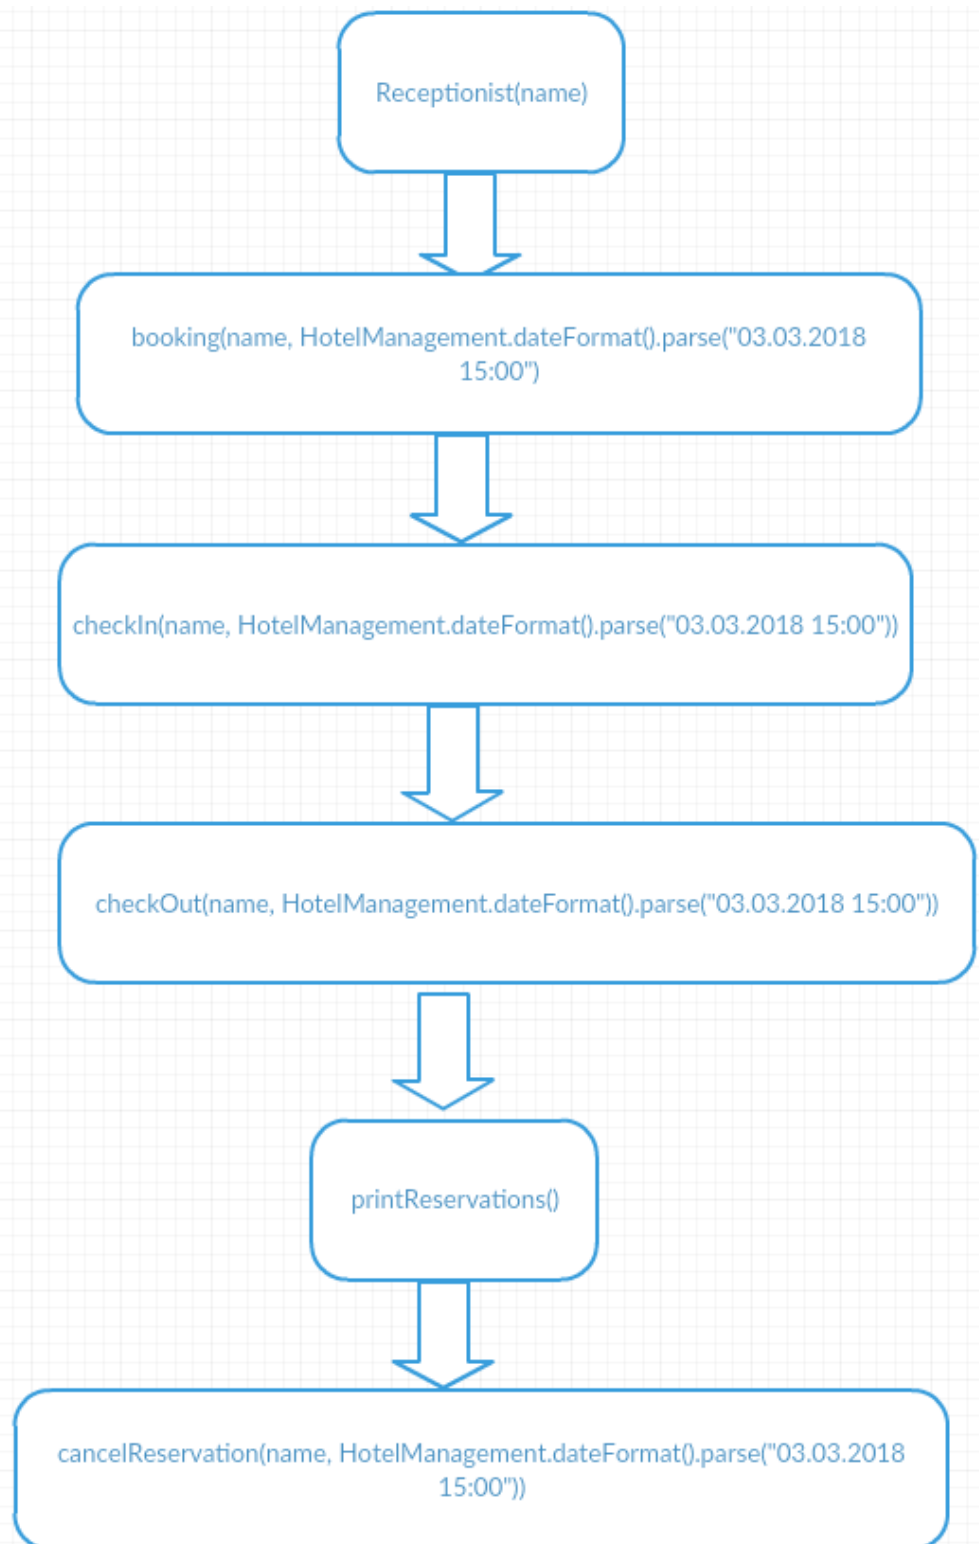 Receptionist(name)
booking(name, HotelManagement.dateFormat().parse("03.03.2018
15:00")
checkIn(name, HotelManagement.dateFormat().parse("03.03.2018 15:00"))
checkOut(name, HotelManagement.dateFormat().parse("03.03.2018 15:00"))
printReservations()
cancelReservation(name, HotelManagement.dateFormat().parse("03.03.2018
15:00"))